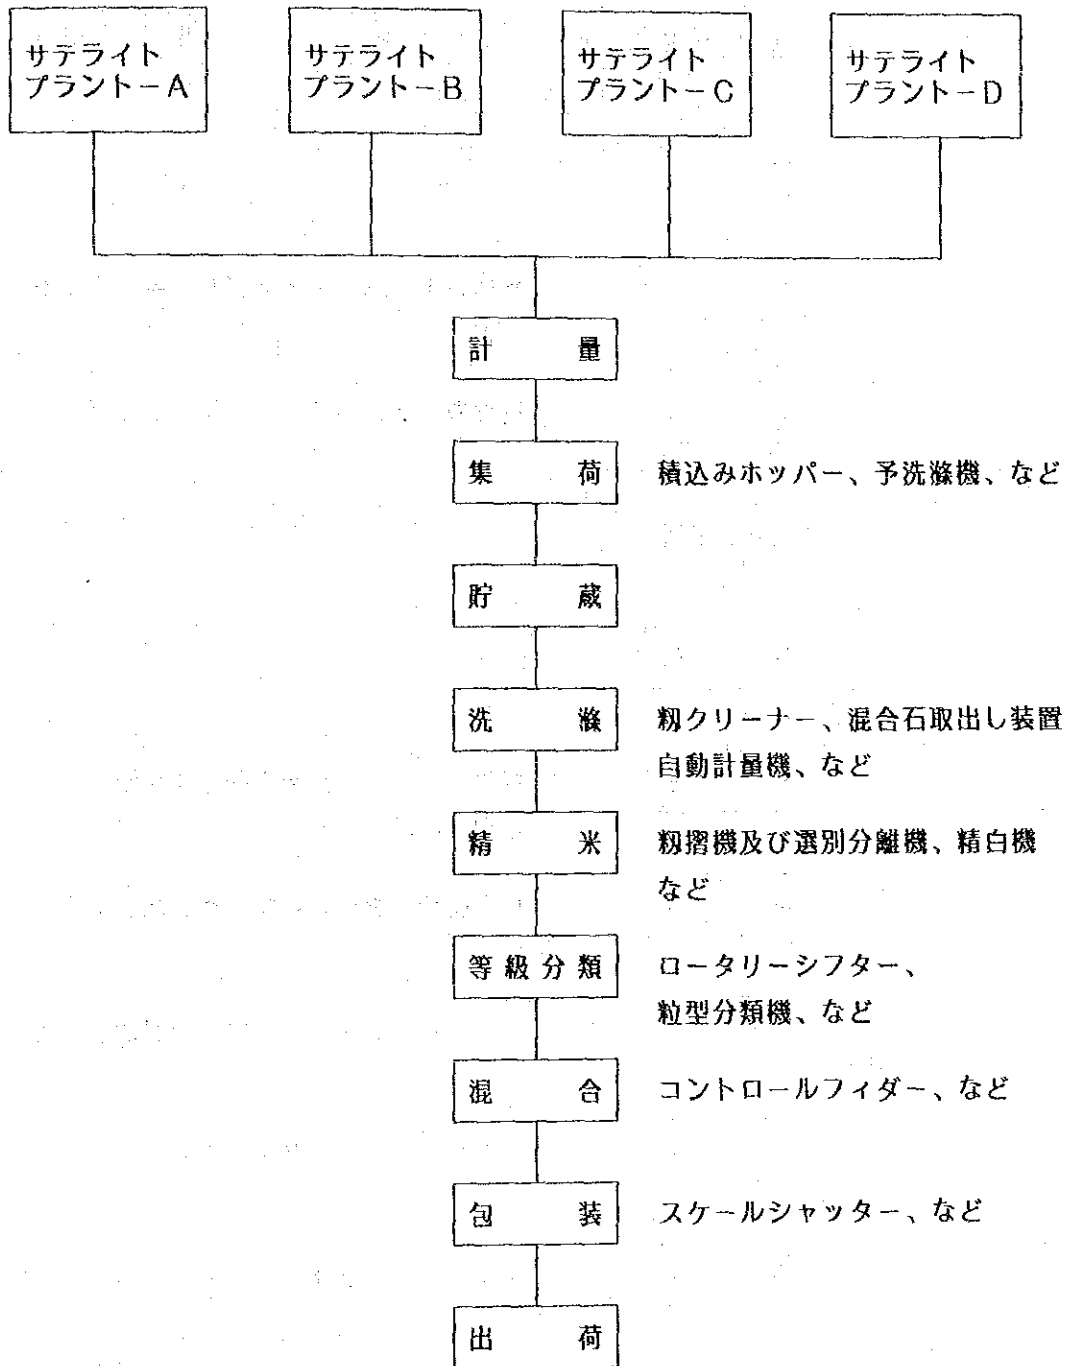 サテライト
プラント－A
サテライト
プラント－B
サテライト
プラント－C
サテライト
プラント－D
計量
集荷
積込みホッパー、予洗滌機、など
貯蔵
洗滌
籾クリーナー、混合石取出し装置
自動計量機、など
精米
籾摺機及び選別分離機、精白機
など
等級分類
ロータリーシフター、
粒型分類機、など
混合
コントロールフィダー、など
包装
スケールシャッター、など
出荷